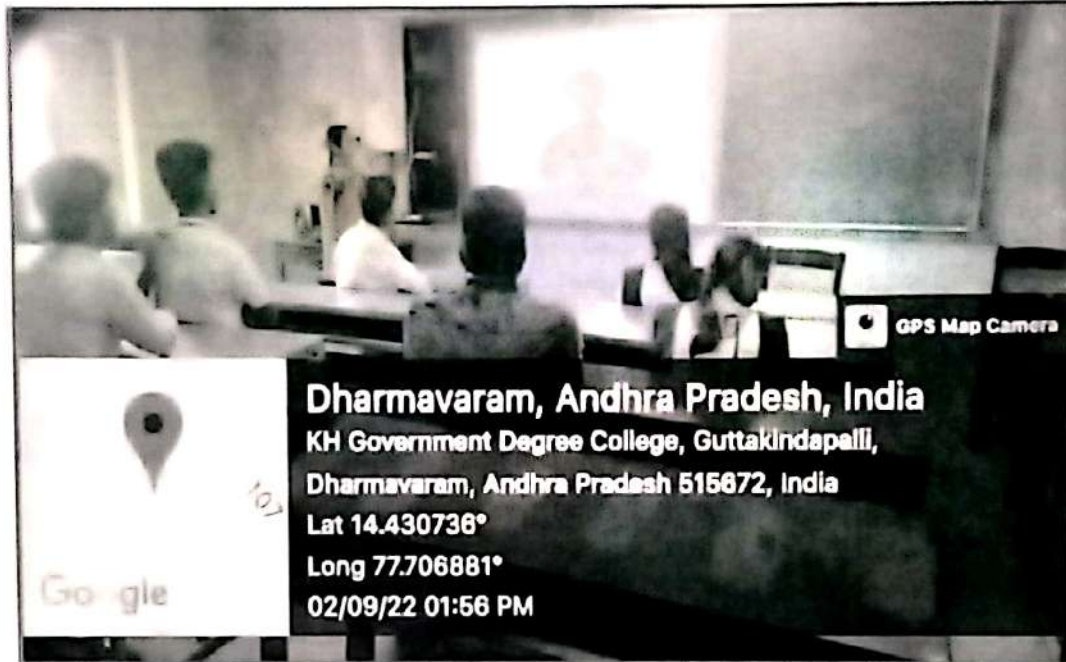 GPS Map Camera
Dharmavaram, Andhra Pradesh, India
KH Government Degree College, Guttakindapalli,
Dharmavaram, Andhra Pradesh 515672, India
Lat 14.430736°
Long 77.706881°
02/09/22 01:56 PM
107
Google